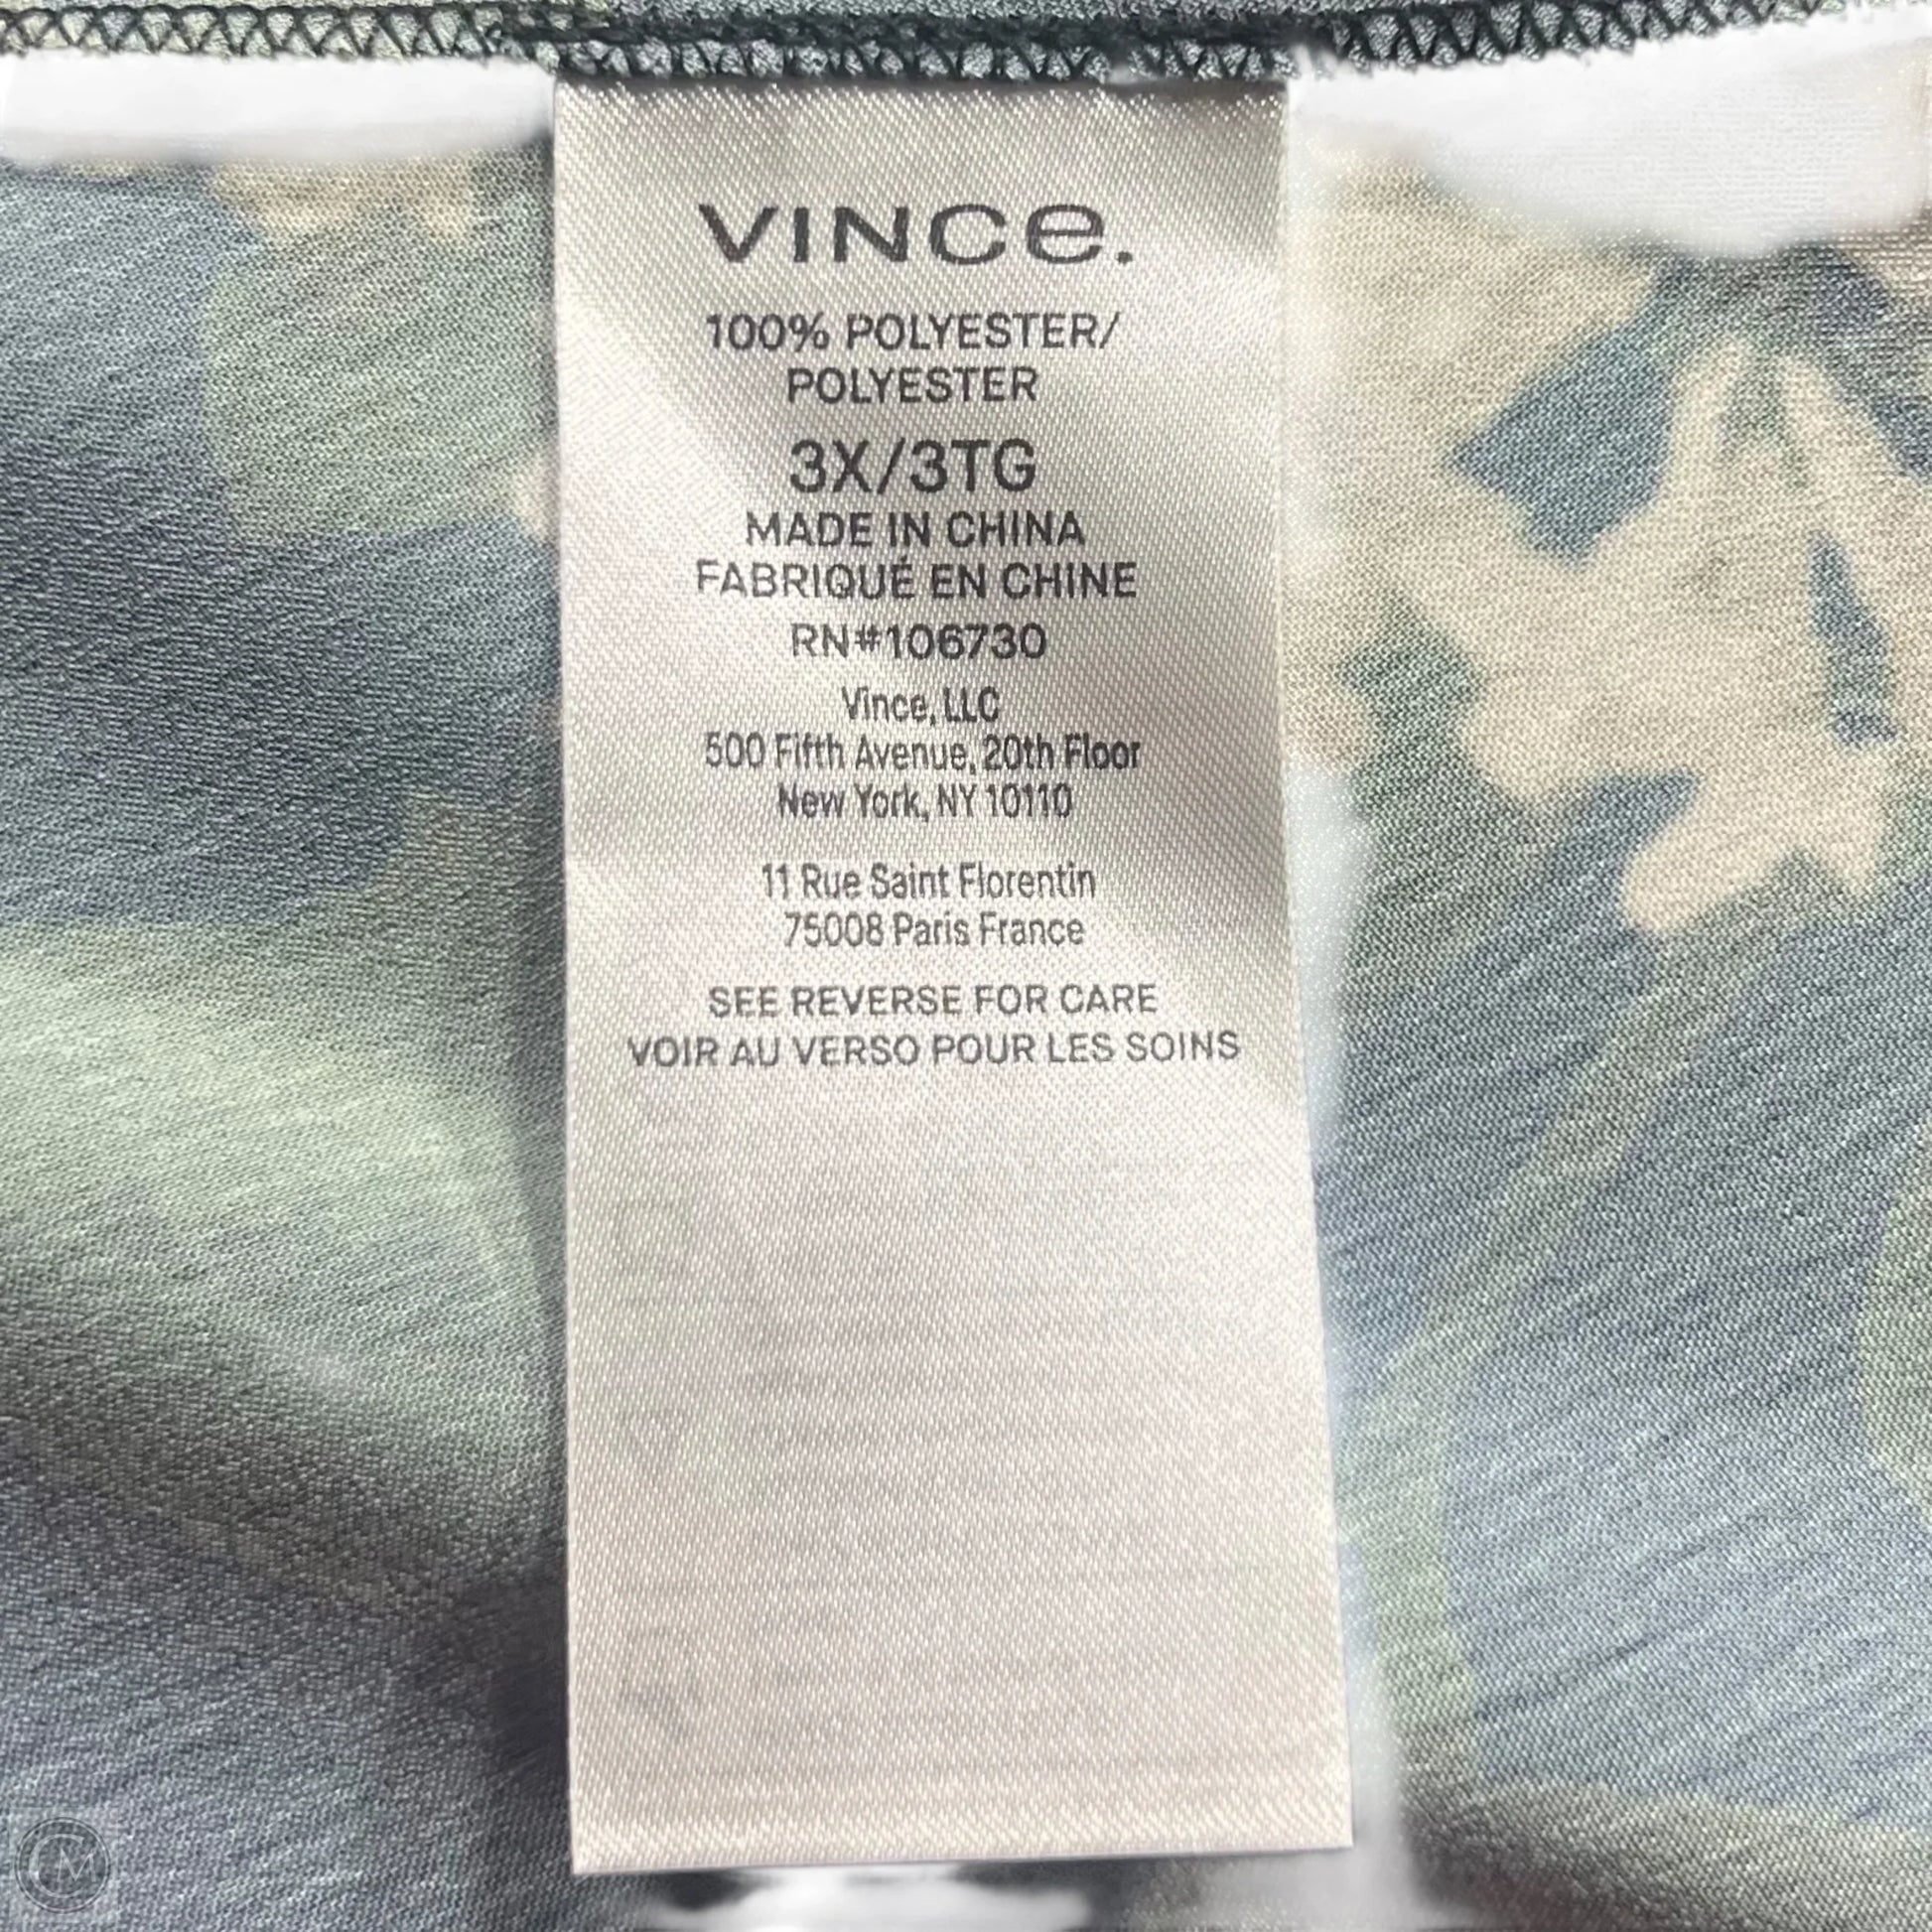 VINCe.
100% POLYESTER/
POLYESTER
3X/3TG
MADE IN CHINA
FABRIQUÉ EN CHINE
RN#106730
Vince, LLC
500 Fifth Avenue, 20th Floor
New York, NY 10110
11 Rue Saint Florentin
75008 Paris France
SEE REVERSE FOR CARE
VOIR AU VERSO POUR LES SOINS